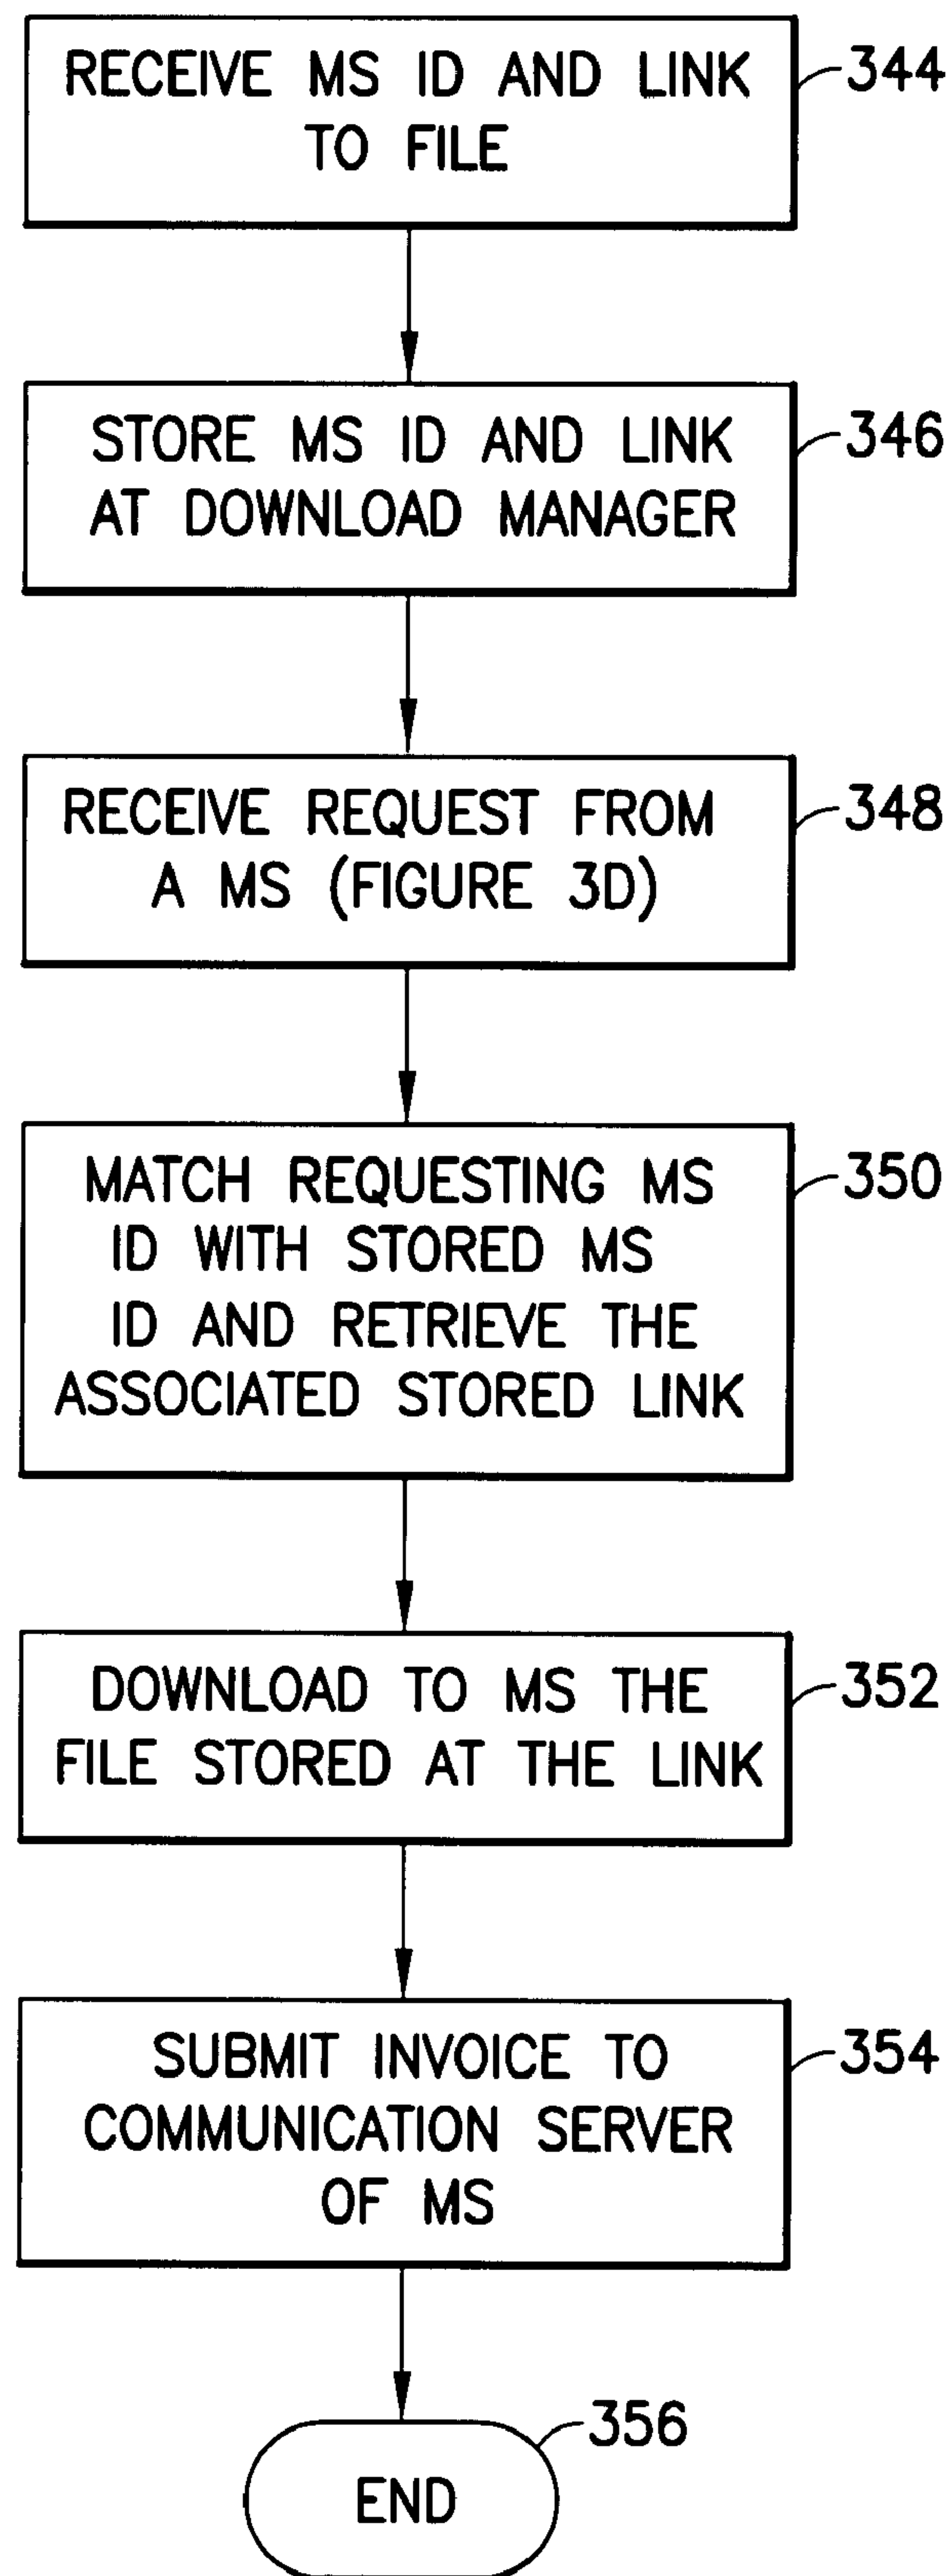 RECEIVE MS ID AND LINK
TO FILE
344
STORE MS ID AND LINK
AT DOWNLOAD MANAGER
346
RECEIVE REQUEST FROM
A MS (FIGURE 3D)
348
MATCH REQUESTING MS
ID WITH STORED MS
ID AND RETRIEVE THE
ASSOCIATED STORED LINK
350
DOWNLOAD TO MS THE
FILE STORED AT THE LINK
352
SUBMIT INVOICE TO
COMMUNICATION SERVER
OF MS
354
END
356